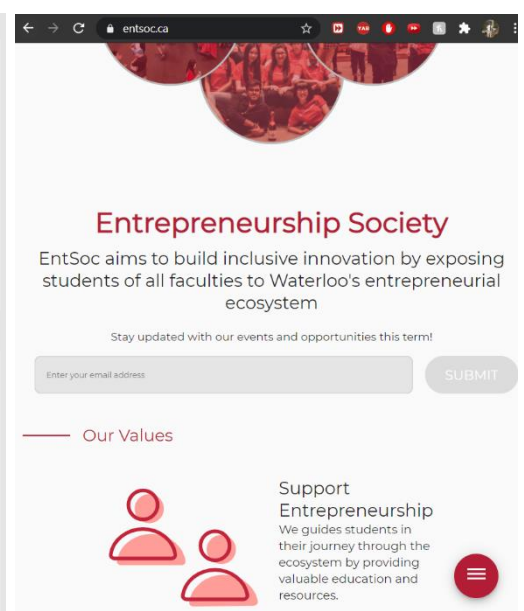 entsoc.ca
Entrepreneurship Society
EntSoc aims to build inclusive innovation by exposing
students of all faculties to Waterloo's entrepreneurial
ecosystem
Stay updated with our events and opportunities this term!
Enter your email address
SUBMIT
Our Values
Support
Entrepreneurship
We guides students in
their journey through the
ecosystem by providing
valuable education and
resources.